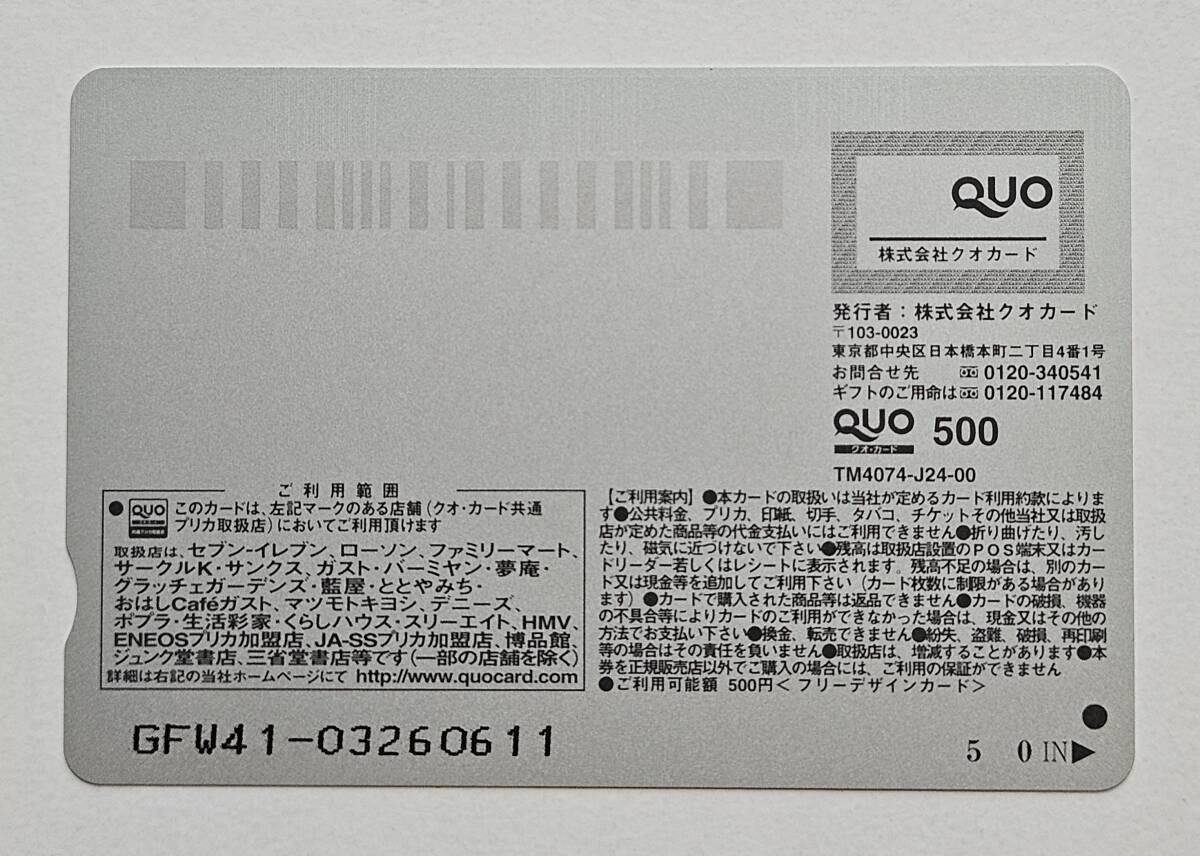 QUO
株式会社クオカード
発行者：株式会社クオカード
〒103-0023
東京都中央区日本橋本町二丁目4番1号
お問合せ先 0120-340541
ギフトのご用命は 0120-117484
QUO 500
クオ・カード
TM4074-J24-00
ご利用範囲
●QUO このカードは、左記マークのある店舗（クオ・カード共通
プリカ取扱店）においてご利用頂けます
取扱店は、セブン-イレブン、ローソン、ファミリーマート、
サークルK・サンクス、ガスト・バーミヤン・夢庵・
グラッチェガーデンズ・藍屋・ととやみち・
おはしCaféガスト、マツモトキヨシ、デニーズ、
ポプラ・生活彩家・くらしハウス・スリーエイト、HMV、
ENEOSプリカ加盟店、JA-SSプリカ加盟店、博品館、
ジュンク堂書店、三省堂書店等です（一部の店舗を除く）
詳細は右記の当社ホームページにて http://www.quocard.com
【ご利用案内】●本カードの取扱いは当社が定めるカード利用約款によりま
す●公共料金、プリカ、印紙、切手、タバコ、チケットその他当社又は取扱
店が定めた商品等の代金支払いにはご利用できません●折り曲げたり、汚し
たり、磁気に近づけないで下さい●残高は取扱店設置のPOS端末又はカー
ドリーダー若しくはレシートに表示されます。残高不足の場合は、別のカー
ド又は現金等を追加してご利用下さい（カード枚数に制限がある場合があり
ます）●カードで購入された商品等は返品できません●カードの破損、機器
の不具合等によりカードのご利用ができなかった場合は、現金又はその他の
方法でお支払い下さい●換金、転売できません●紛失、盗難、破損、再印刷
等の場合はその責任を負いません●取扱店は、増減することがあります●本
券を正規販売店以外でご購入の場合には、ご利用の保証ができません
●ご利用可能額 500円＜フリーデザインカード＞
GFW41-03260611
5 0 IN▶